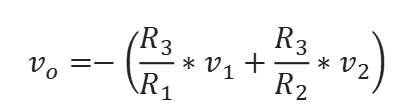 v_o = −(R_3/R_1 * v_1 + R_3/R_2 * v_2)